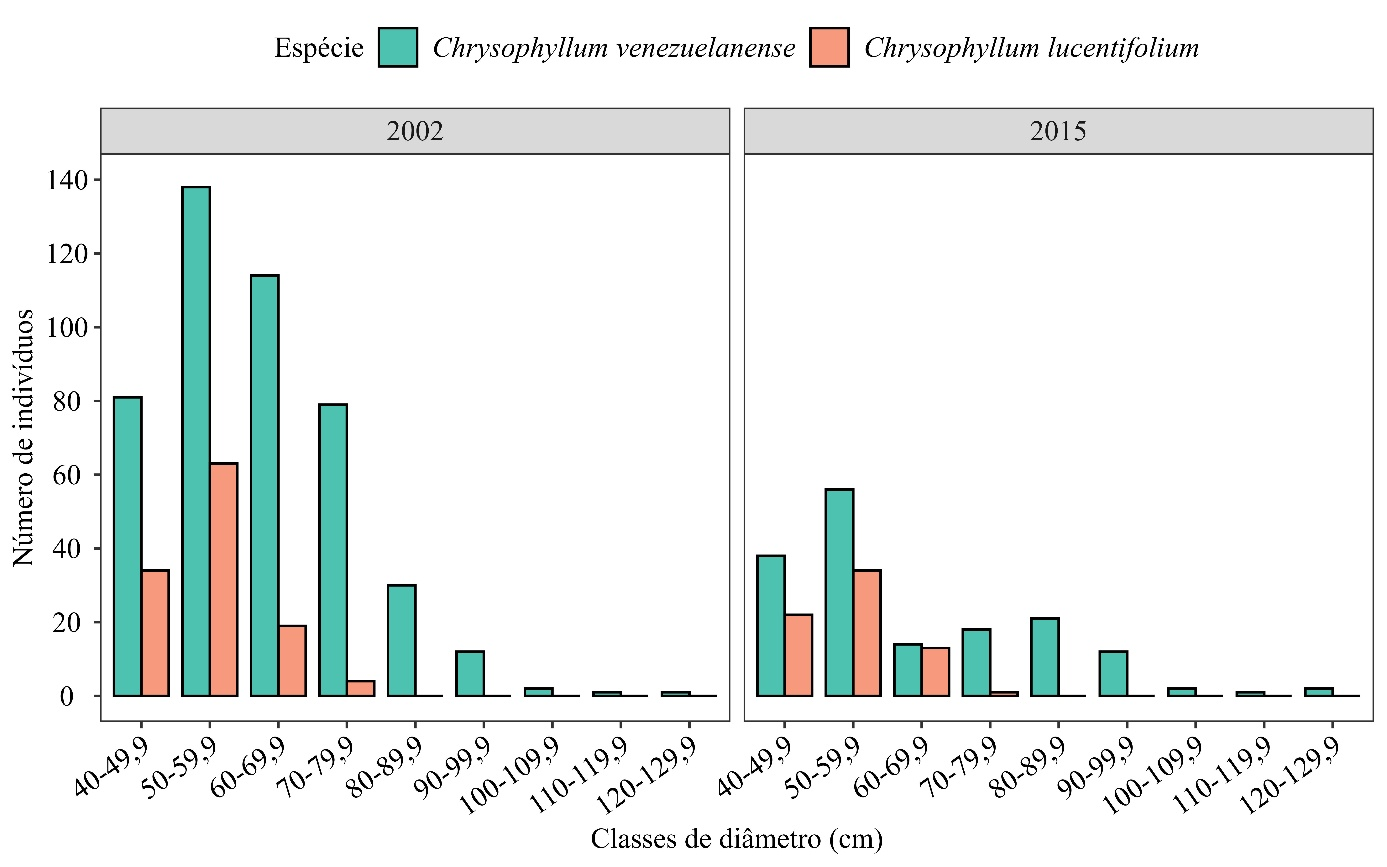 Espécie Chrysophyllum venezuelanense Chrysophyllum lucentifolium
2002 2015
Número de indivíduos
140
120
100
80
60
40
20
0
40-49,9 50-59,9 60-69,9 70-79,9 80-89,9 90-99,9 100-109,9 110-119,9 120-129,9
40-49,9 50-59,9 60-69,9 70-79,9 80-89,9 90-99,9 100-109,9 110-119,9 120-129,9
Classes de diâmetro (cm)